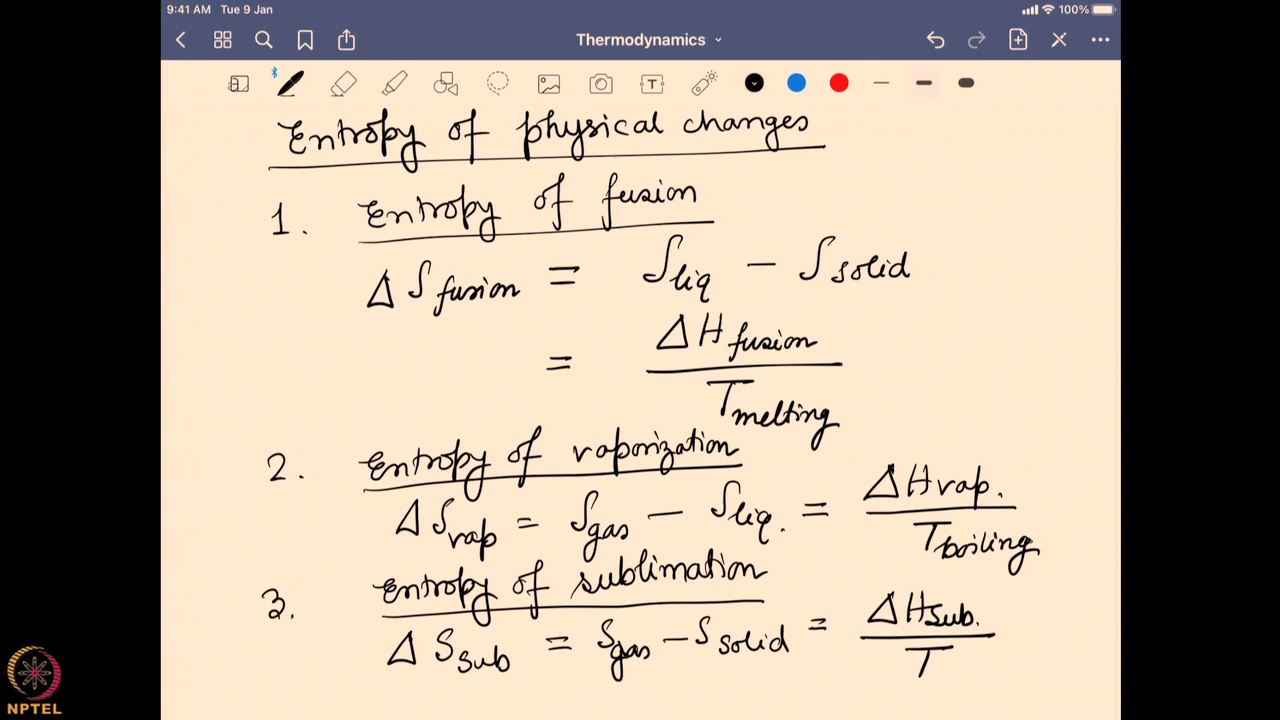 9:41 AM Tue 9 Jan
100%
Thermodynamics
T
Entropy of physical changes
1. Entropy of fusion
ΔS fusion = S liq − S solid
= ΔH fusion
T melting
2. Entropy of vaporization
ΔS vap = S gas − S liq. = ΔH vap.
T boiling
3. Entropy of sublimation
ΔS sub = S gas − S solid = ΔH sub.
T
NPTEL